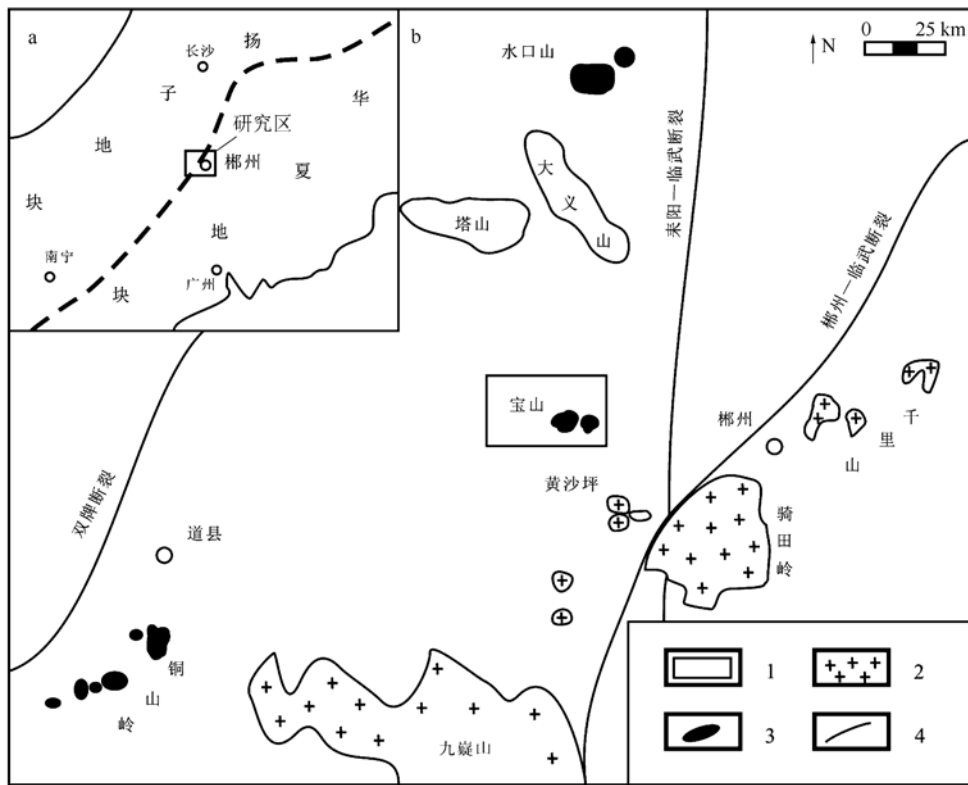 a
扬
子
地
块
长沙
华
夏
地
块
研究区
郴州
南宁
广州
b
N
0 25 km
水口山
大义山
塔山
耒阳—临武断裂
郴州—临武断裂
宝山
郴州
千里山
黄沙坪
骑田岭
双牌断裂
道县
铜山岭
九嶷山
1
2
3
4